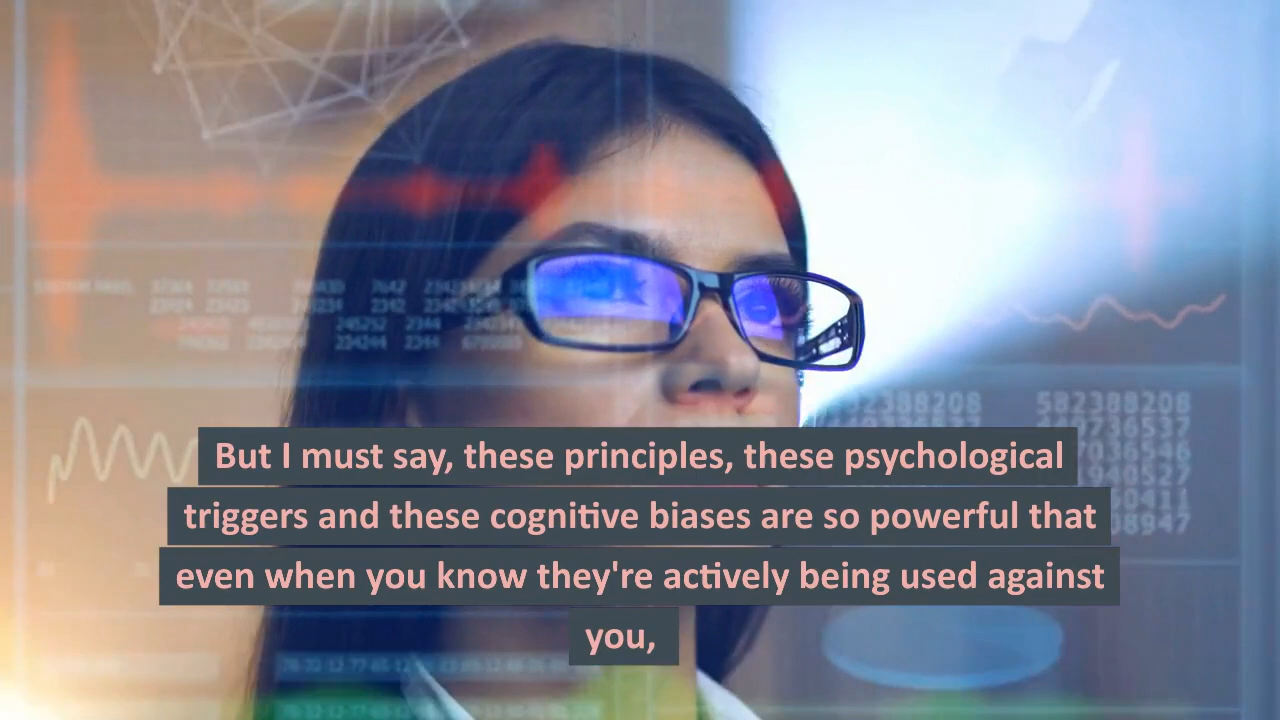 582388208
But I must say, these principles, these psychological
triggers and these cognitive biases are so powerful that
even when you know they're actively being used against
you,